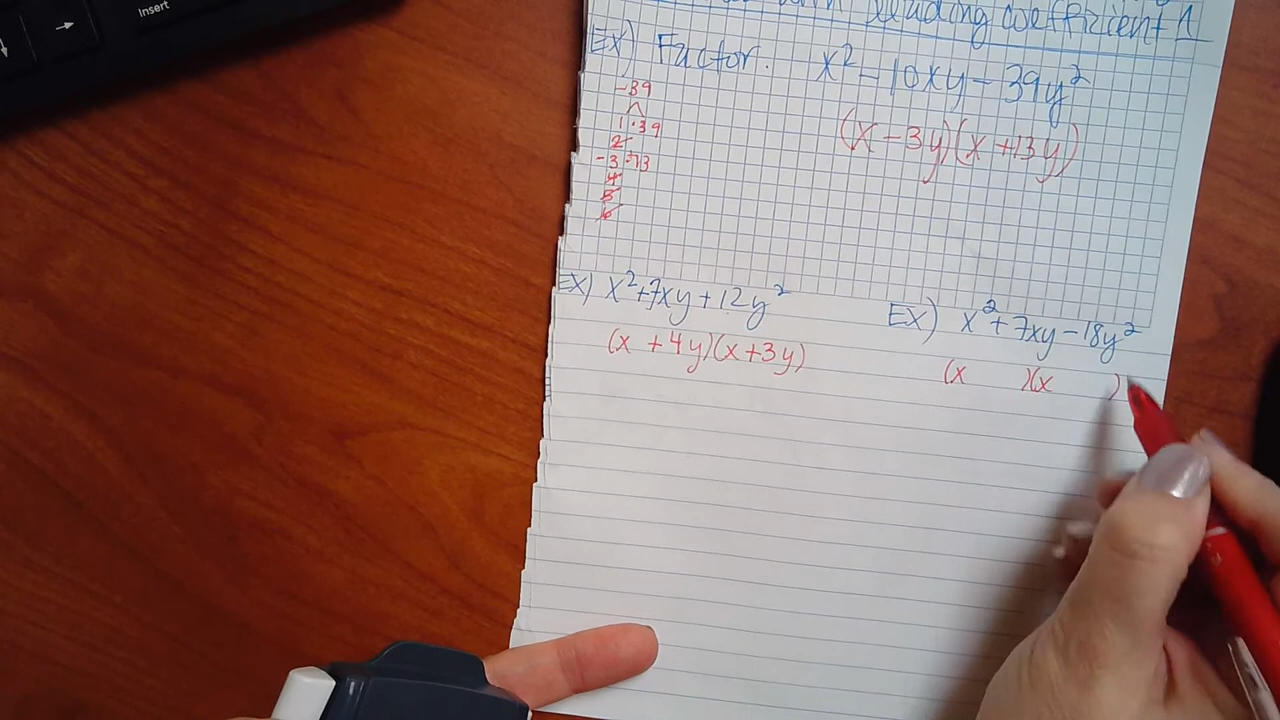 Insert
leading coefficient 1
EX) Factor. x² - 10xy - 39y²
-39
1·39
(x - 3y)(x + 13y)
2
-3·13
4
5
6
EX) x² + 7xy + 12y²
EX) x² + 7xy - 18y²
(x + 4y)(x + 3y)
(x )(x )